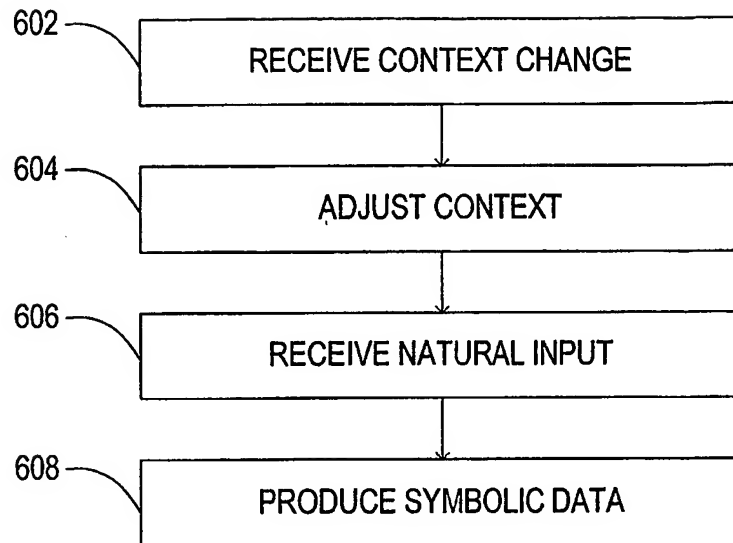 602
RECEIVE CONTEXT CHANGE
604
ADJUST CONTEXT
606
RECEIVE NATURAL INPUT
608
PRODUCE SYMBOLIC DATA